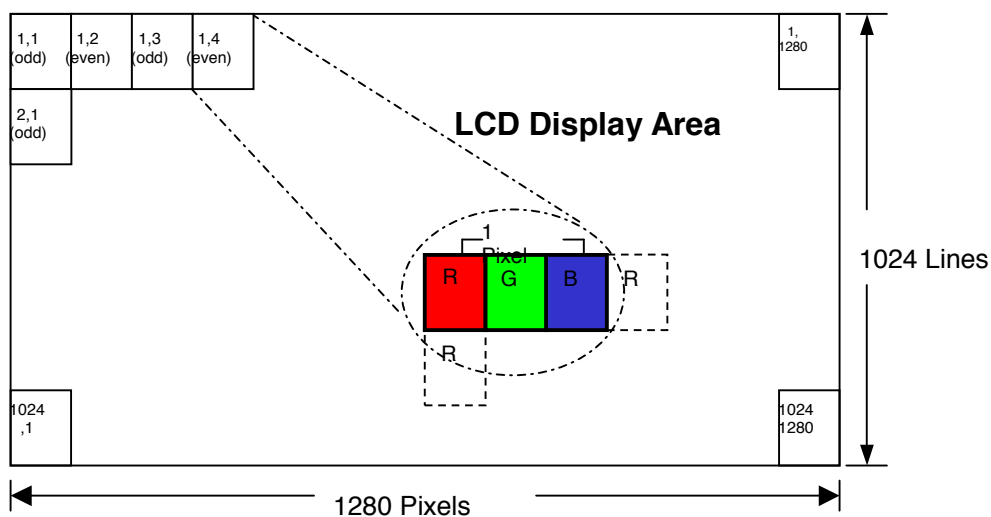 1,1
(odd)
1,2
(even)
1,3
(odd)
1,4
(even)
1,
1280
2,1
(odd)
LCD Display Area
1
Pixel
R
G
B
R
R
1024 Lines
1024
,1
1024
1280
1280 Pixels